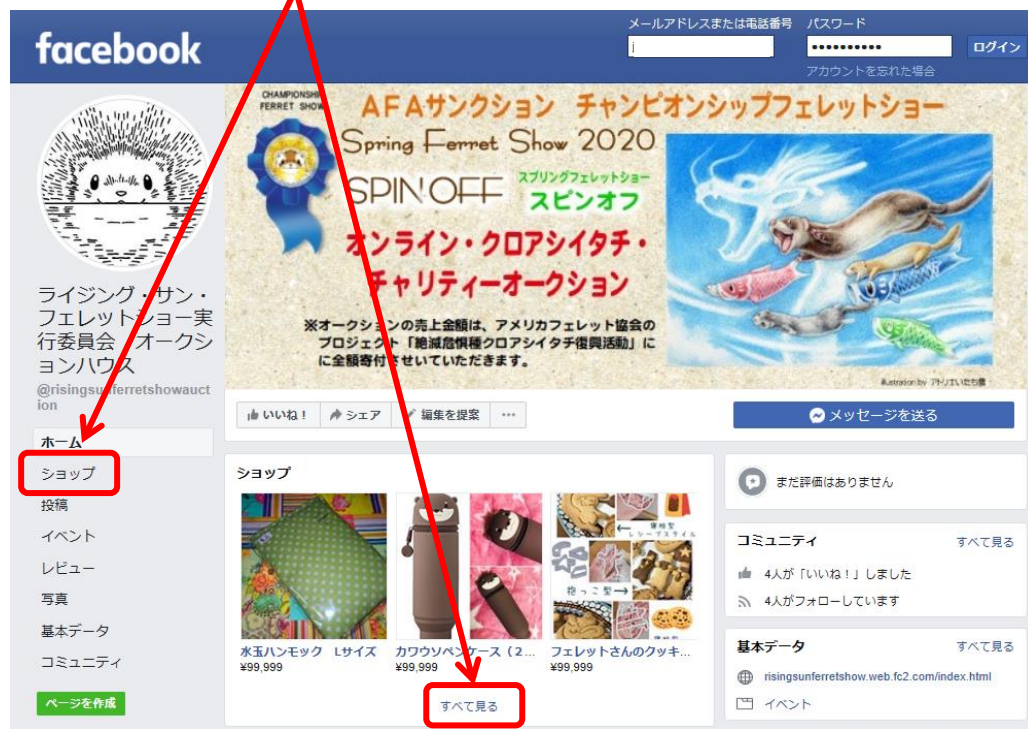 facebook
メールアドレスまたは電話番号 パスワード
j •••••••••• ログイン
アカウントを忘れた場合
CHAMPIONSHIP
FERRET SHOW
AFAサンクション チャンピオンシップフェレットショー
Spring Ferret Show 2020
SPIN OFF
スプリングフェレットショー
スピンオフ
オンライン・クロアシイタチ・
チャリティーオークション
※オークションの売上金額は、アメリカフェレット協会の
プロジェクト「絶滅危惧種クロアシイタチ復興活動」に
に全額寄付させていただきます。
Illustration by アトリエいたち屋
ライジング・サン・
フェレットショー実
行委員会 オークシ
ョンハウス
@risingsunferretshowauct
ion
いいね！ シェア 編集を提案 ...
メッセージを送る
ホーム
ショップ
投稿
イベント
レビュー
写真
基本データ
コミュニティ
ページを作成
ショップ
抱っこ型→
水玉ハンモック Lサイズ
¥99,999
カワウソペンケース（２...
¥99,999
フェレットさんのクッキ...
¥99,999
すべて見る
まだ評価はありません
コミュニティ すべて見る
4人が「いいね！」しました
4人がフォローしています
基本データ すべて見る
risingsunferretshow.web.fc2.com/index.html
イベント